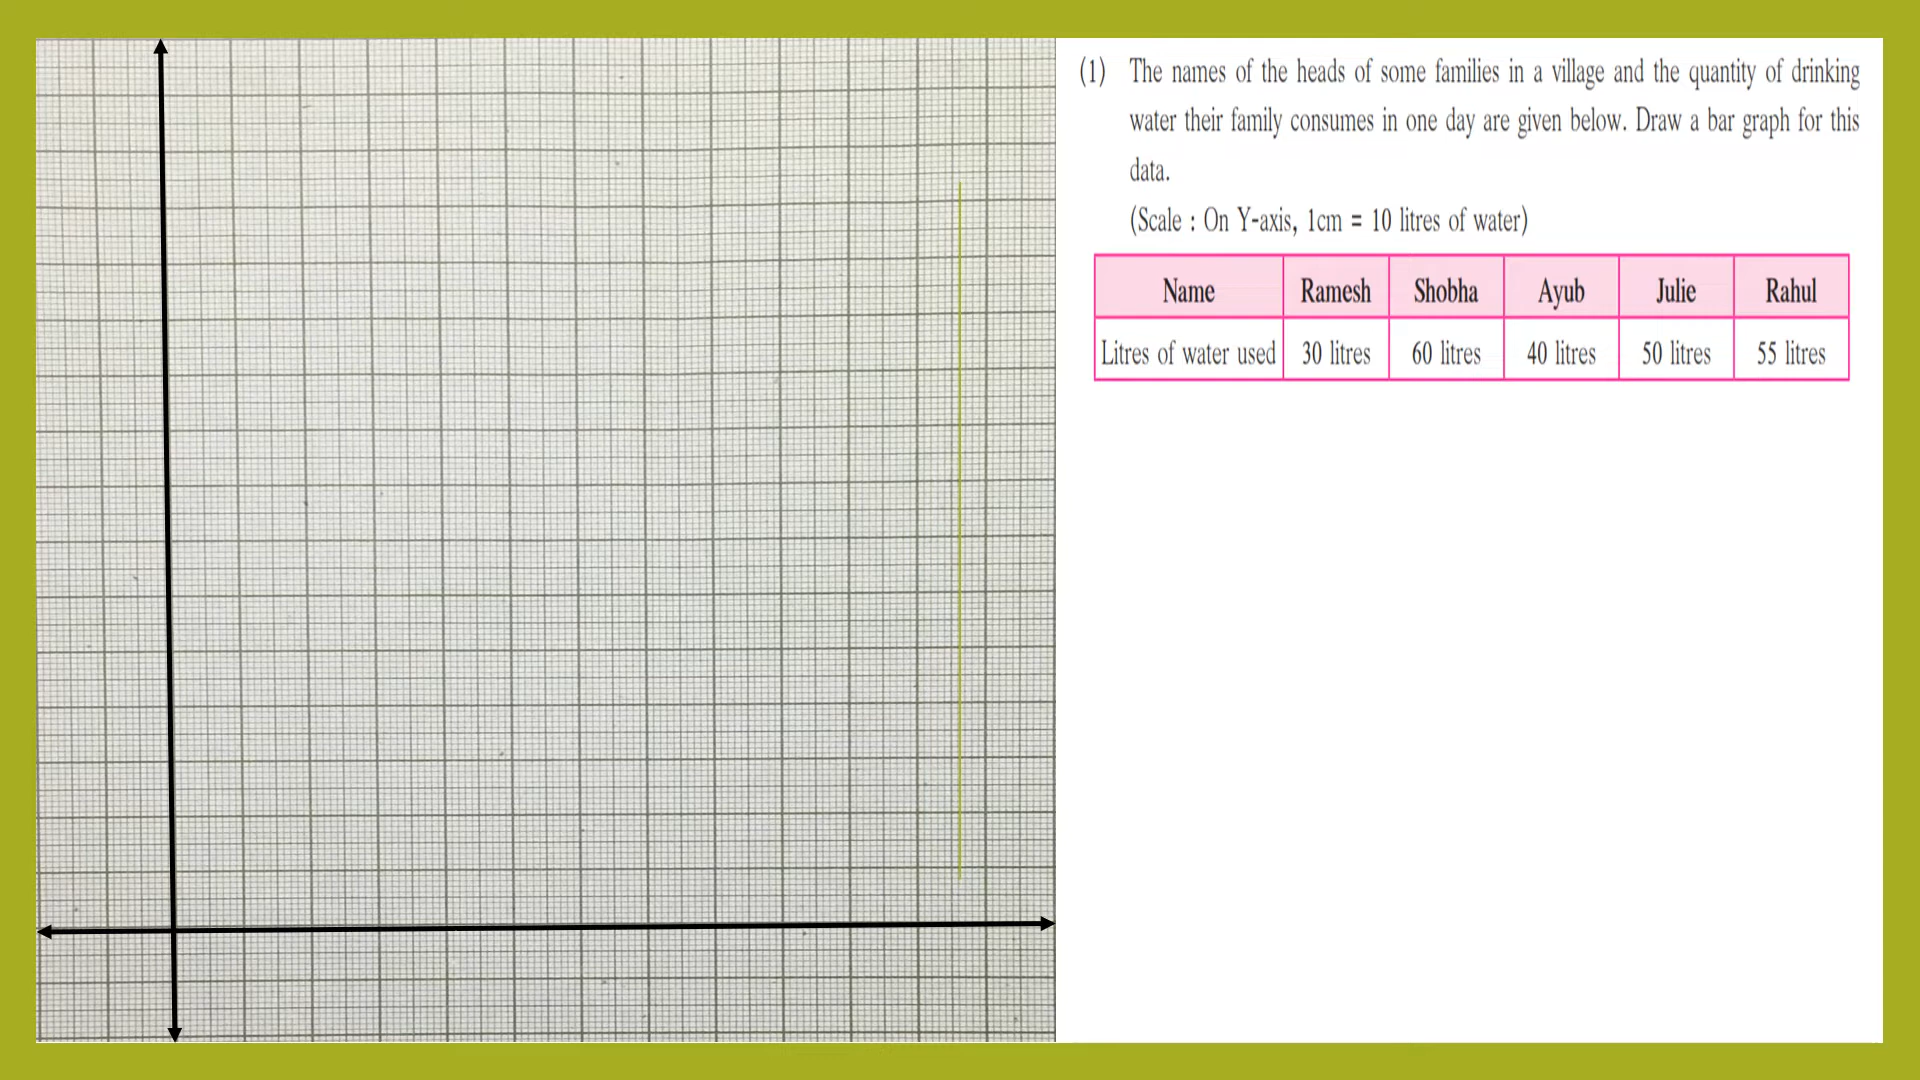 (1) The names of the heads of some families in a village and the quantity of drinking
water their family consumes in one day are given below. Draw a bar graph for this
data.
(Scale : On Y-axis, 1cm = 10 litres of water)
Name Ramesh Shobha Ayub Julie Rahul
Litres of water used 30 litres 60 litres 40 litres 50 litres 55 litres